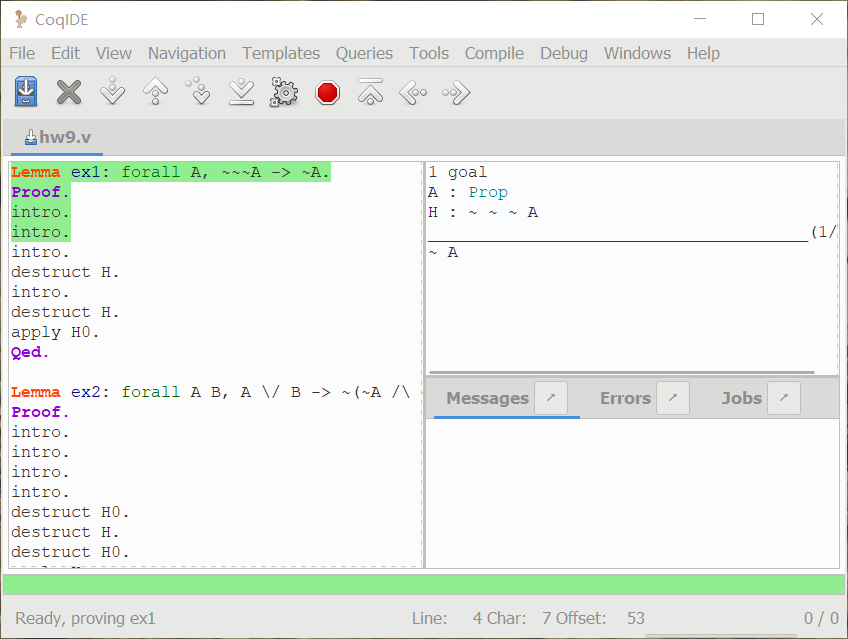 CoqIDE
File Edit View Navigation Templates Queries Tools Compile Debug Windows Help
hw9.v
Lemma ex1: forall A, ~~~A -> ~A.
Proof.
intro.
intro.
intro.
destruct H.
intro.
destruct H.
apply H0.
Qed.
Lemma ex2: forall A B, A \/ B -> ~(~A /\
Proof.
intro.
intro.
intro.
intro.
destruct H0.
destruct H.
destruct H0.
1 goal
A : Prop
H : ~ ~ ~ A
(1/
~ A
Messages Errors Jobs
Ready, proving ex1 Line: 4 Char: 7 Offset: 53 0 / 0